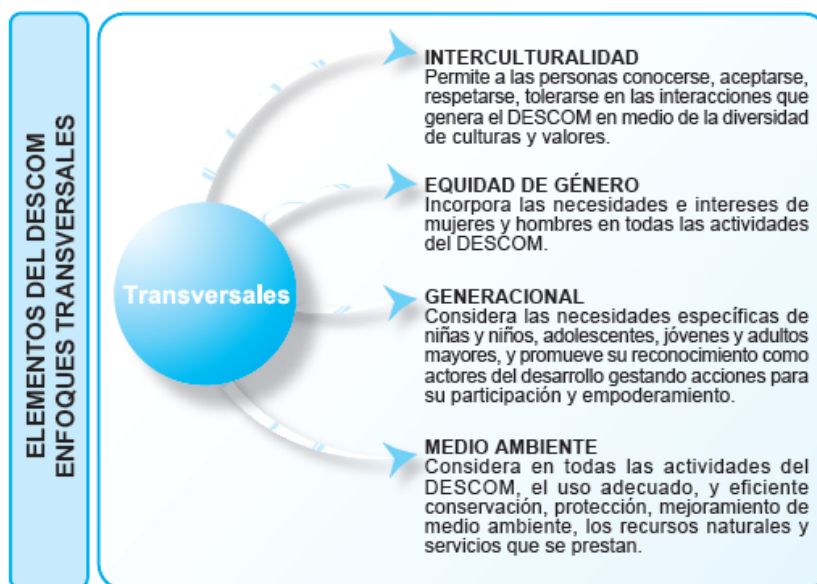 ELEMENTOS DEL DESCOM
ENFOQUES TRANSVERSALES
Transversales
INTERCULTURALIDAD
Permite a las personas conocerse, aceptarse,
respetarse, tolerarse en las interacciones que
genera el DESCOM en medio de la diversidad
de culturas y valores.
EQUIDAD DE GÉNERO
Incorpora las necesidades e intereses de
mujeres y hombres en todas las actividades
del DESCOM.
GENERACIONAL
Considera las necesidades específicas de
niñas y niños, adolescentes, jóvenes y adultos
mayores, y promueve su reconocimiento como
actores del desarrollo gestando acciones para
su participación y empoderamiento.
MEDIO AMBIENTE
Considera en todas las actividades del
DESCOM, el uso adecuado, y eficiente
conservación, protección, mejoramiento de
medio ambiente, los recursos naturales y
servicios que se prestan.